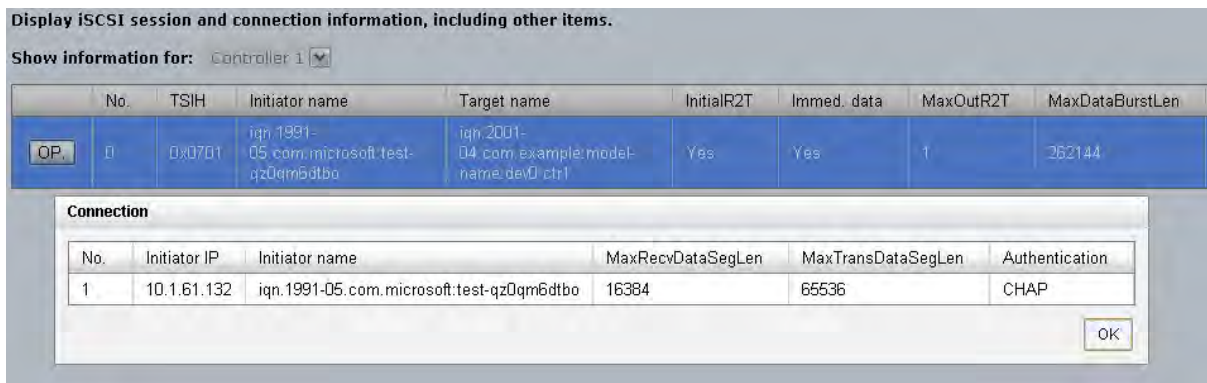 Display iSCSI session and connection information, including other items.
Show information for: Controller 1
No. TSIH Initiator name Target name InitialR2T Immed. data MaxOutR2T MaxDataBurstLen
OP. 0 0x0701 iqn.1991-05.com.microsoft:test-qz0qm6dtbo iqn.2001-04.com.example:model-name:dev0.ctr1 Yes Yes 1 262144
Connection
No. Initiator IP Initiator name MaxRecvDataSegLen MaxTransDataSegLen Authentication
1 10.1.61.132 iqn.1991-05.com.microsoft:test-qz0qm6dtbo 16384 65536 CHAP
OK